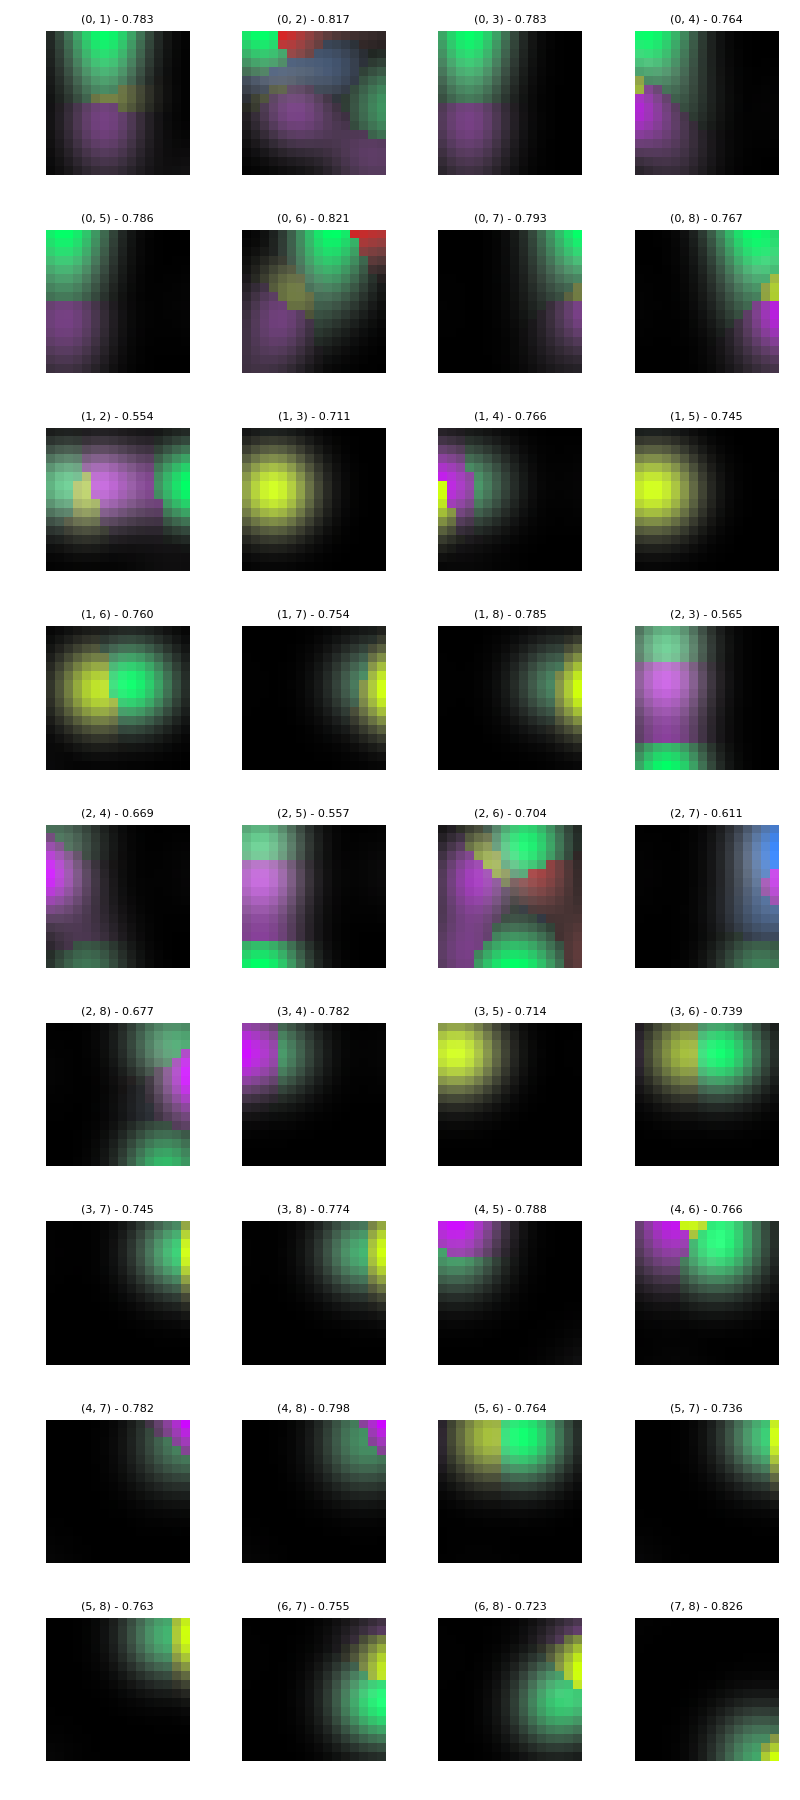 (0, 1) - 0.783 (0, 2) - 0.817 (0, 3) - 0.783 (0, 4) - 0.764
(0, 5) - 0.786 (0, 6) - 0.821 (0, 7) - 0.793 (0, 8) - 0.767
(1, 2) - 0.554 (1, 3) - 0.711 (1, 4) - 0.766 (1, 5) - 0.745
(1, 6) - 0.760 (1, 7) - 0.754 (1, 8) - 0.785 (2, 3) - 0.565
(2, 4) - 0.669 (2, 5) - 0.557 (2, 6) - 0.704 (2, 7) - 0.611
(2, 8) - 0.677 (3, 4) - 0.782 (3, 5) - 0.714 (3, 6) - 0.739
(3, 7) - 0.745 (3, 8) - 0.774 (4, 5) - 0.788 (4, 6) - 0.766
(4, 7) - 0.782 (4, 8) - 0.798 (5, 6) - 0.764 (5, 7) - 0.736
(5, 8) - 0.763 (6, 7) - 0.755 (6, 8) - 0.723 (7, 8) - 0.826